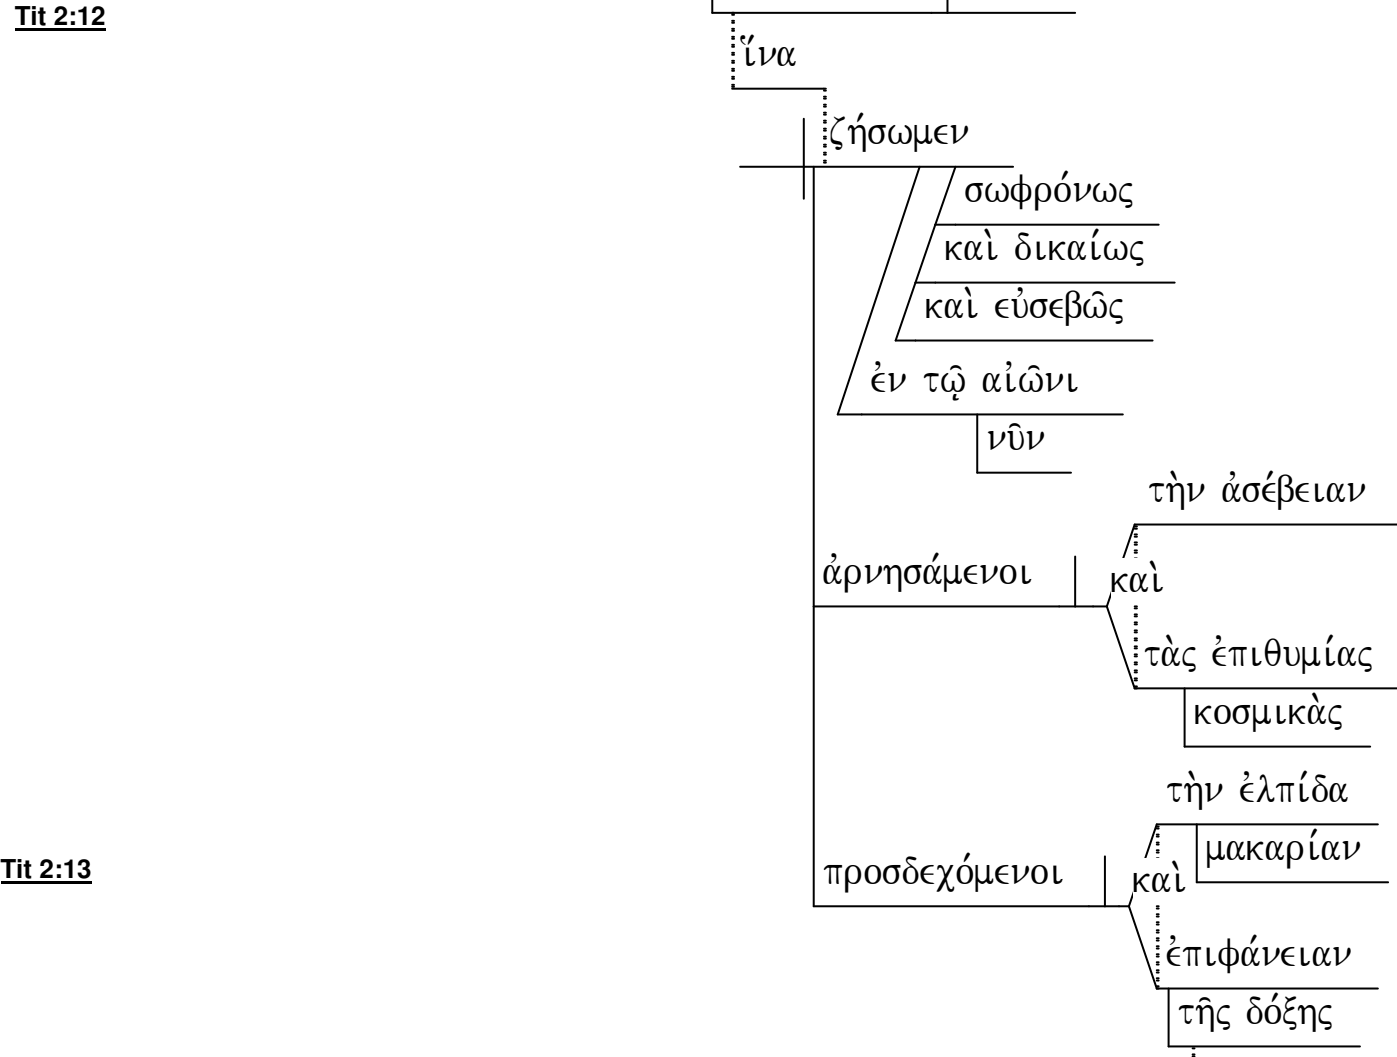 Tit 2:12
ἵνα
ζήσωμεν
σωφρόνως
καὶ δικαίως
καὶ εὐσεβῶς
ἐν τῷ αἰῶνι
νῦν
τὴν ἀσέβειαν
ἀρνησάμενοι
καὶ
τὰς ἐπιθυμίας
κοσμικὰς
τὴν ἐλπίδα
μακαρίαν
Tit 2:13
προσδεχόμενοι
καὶ
ἐπιφάνειαν
τῆς δόξης